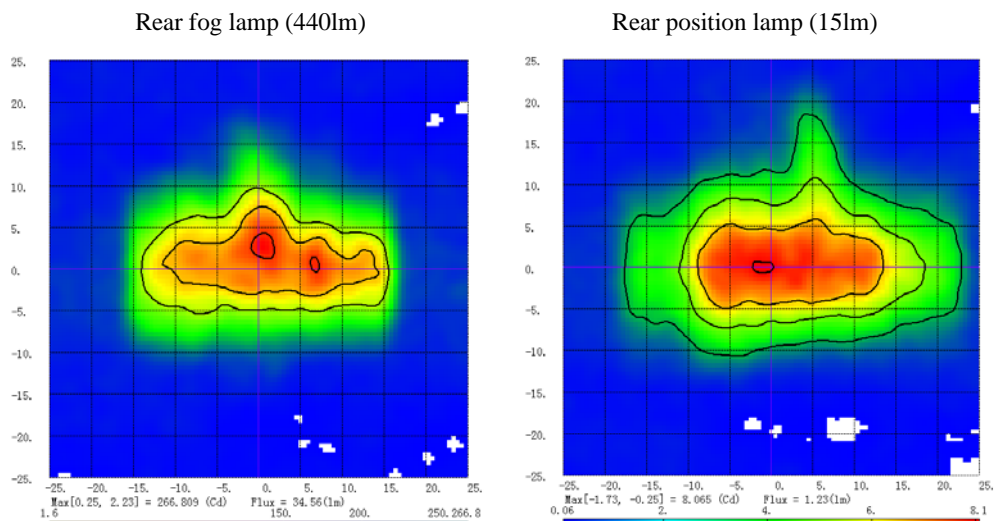 Rear fog lamp (440lm)
Rear position lamp (15lm)
25.
20.
15.
10.
5.
0.
-5.
-10.
-15.
-20.
-25.
-25. -20. -15. -10. -5. 0. 5. 10. 15. 20. 25.
Max[0.25, 2.23] = 266.809 (Cd) Flux = 34.56(lm)
1.6 150. 200. 250. 266.8
25.
20.
15.
10.
5.
0.
-5.
-10.
-15.
-20.
-25.
-25. -20. -15. -10. -5. 0. 5. 10. 15. 20. 25.
Max[-1.73, -0.25] = 8.065 (Cd) Flux = 1.23(lm)
0.06 2. 4. 6. 8.1